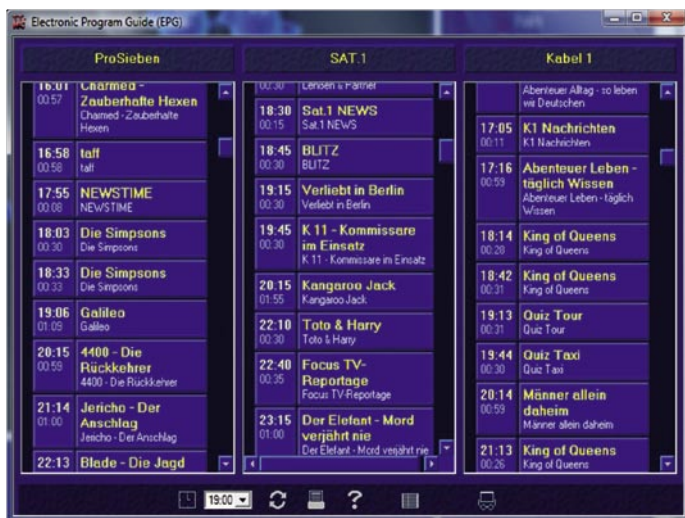 Electronic Program Guide (EPG)
ProSieben
16:01 Charmed -
00:57 Zauberhafte Hexen
Charmed - Zauberhafte
Hexen
16:58 taff
00:58 taff
17:55 NEWSTIME
00:08 NEWSTIME
18:03 Die Simpsons
00:30 Die Simpsons
18:33 Die Simpsons
00:33 Die Simpsons
19:06 Galileo
01:09 Galileo
20:15 4400 - Die
00:59 Rückkehrer
4400 - Die Rückkehrer
21:14 Jericho - Der
01:00 Anschlag
Jericho - Der Anschlag
22:13 Blade - Die Jagd
SAT.1
00:30 Lenßen & Partner
18:30 Sat.1 NEWS
00:15 Sat.1 NEWS
18:45 BLITZ
00:30 BLITZ
19:15 Verliebt in Berlin
00:30 Verliebt in Berlin
19:45 K 11 - Kommissare
00:30 im Einsatz
K 11 - Kommissare im Einsatz
20:15 Kangaroo Jack
01:55 Kangaroo Jack
22:10 Toto & Harry
00:30 Toto & Harry
22:40 Focus TV-
00:35 Reportage
Focus TV-Reportage
23:15 Der Elefant - Mord
01:00 verjährt nie
Der Elefant - Mord verjährt nie
Kabel 1
Abenteuer Alltag - so leben
wir Deutschen
17:05 K1 Nachrichten
00:11 K1 Nachrichten
17:16 Abenteuer Leben -
00:59 täglich Wissen
Abenteuer Leben - täglich
Wissen
18:14 King of Queens
00:28 King of Queens
18:42 King of Queens
00:31 King of Queens
19:13 Quiz Tour
00:31 Quiz Tour
19:44 Quiz Taxi
00:30 Quiz Taxi
20:14 Männer allein
00:59 daheim
Männer allein daheim
21:13 King of Queens
00:26 King of Queens
19:00
?